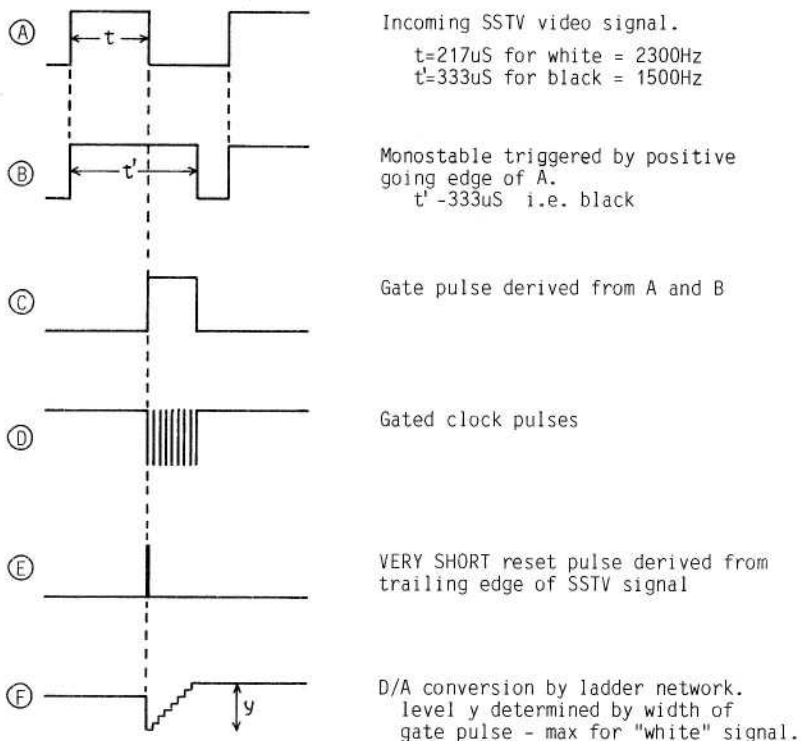 A
t
Incoming SSTV video signal.
t=217uS for white = 2300Hz
t'=333uS for black = 1500Hz
B
t'
Monostable triggered by positive
going edge of A.
t' -333uS i.e. black
C
Gate pulse derived from A and B
D
Gated clock pulses
E
VERY SHORT reset pulse derived from
trailing edge of SSTV signal
F
y
D/A conversion by ladder network.
level y determined by width of
gate pulse - max for "white" signal.